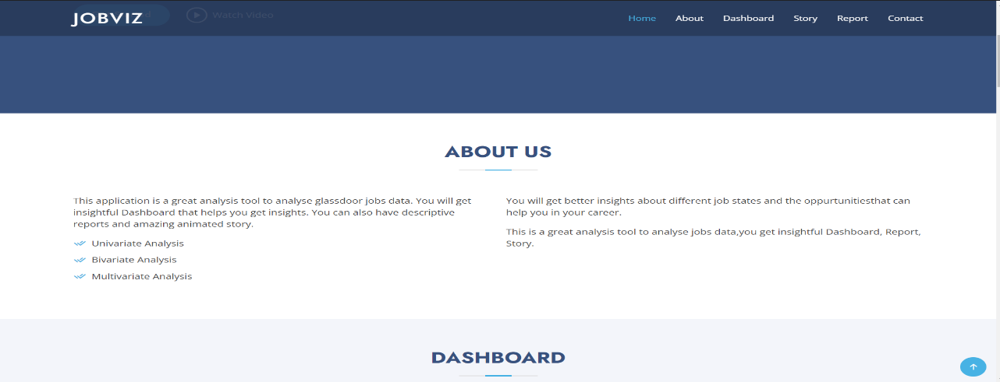 JOBVIZ
Watch Video
Home About Dashboard Story Report Contact
ABOUT US
This application is a great analysis tool to analyse glassdoor jobs data. You will get
insightful Dashboard that helps you get insights. You can also have descriptive
reports and amazing animated story.
Univariate Analysis
Bivariate Analysis
Multivariate Analysis
You will get better insights about different job states and the oppurtunitiesthat can
help you in your career.
This is a great analysis tool to analyse jobs data,you get insightful Dashboard, Report,
Story.
DASHBOARD